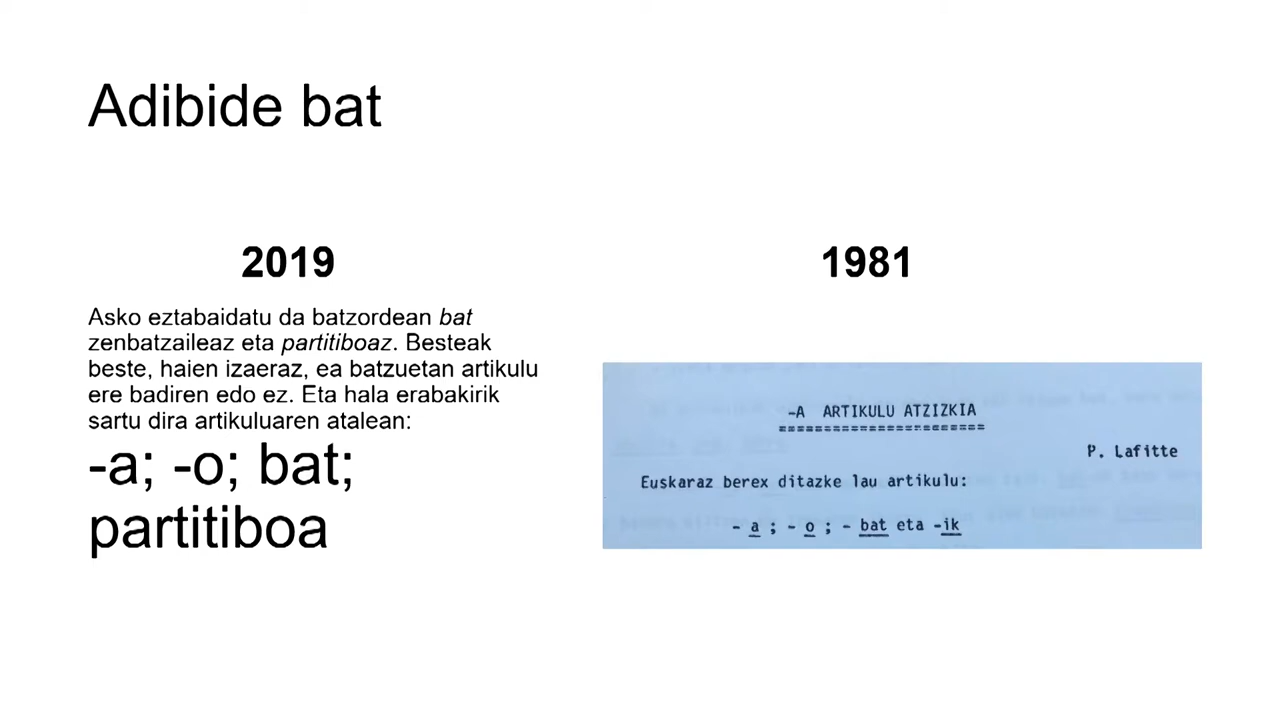 Adibide bat
2019
Asko eztabaidatu da batzordean bat
zenbatzaileaz eta partitiboaz. Besteak
beste, haien izaeraz, ea batzuetan artikulu
ere badiren edo ez. Eta hala erabakirik
sartu dira artikuluaren atalean:
-a; -o; bat;
partitiboa
1981
-A ARTIKULU ATZIZKIA
=======================
P. Lafitte
Euskaraz berex ditazke lau artikulu:
- a ; - o ; - bat eta -ik